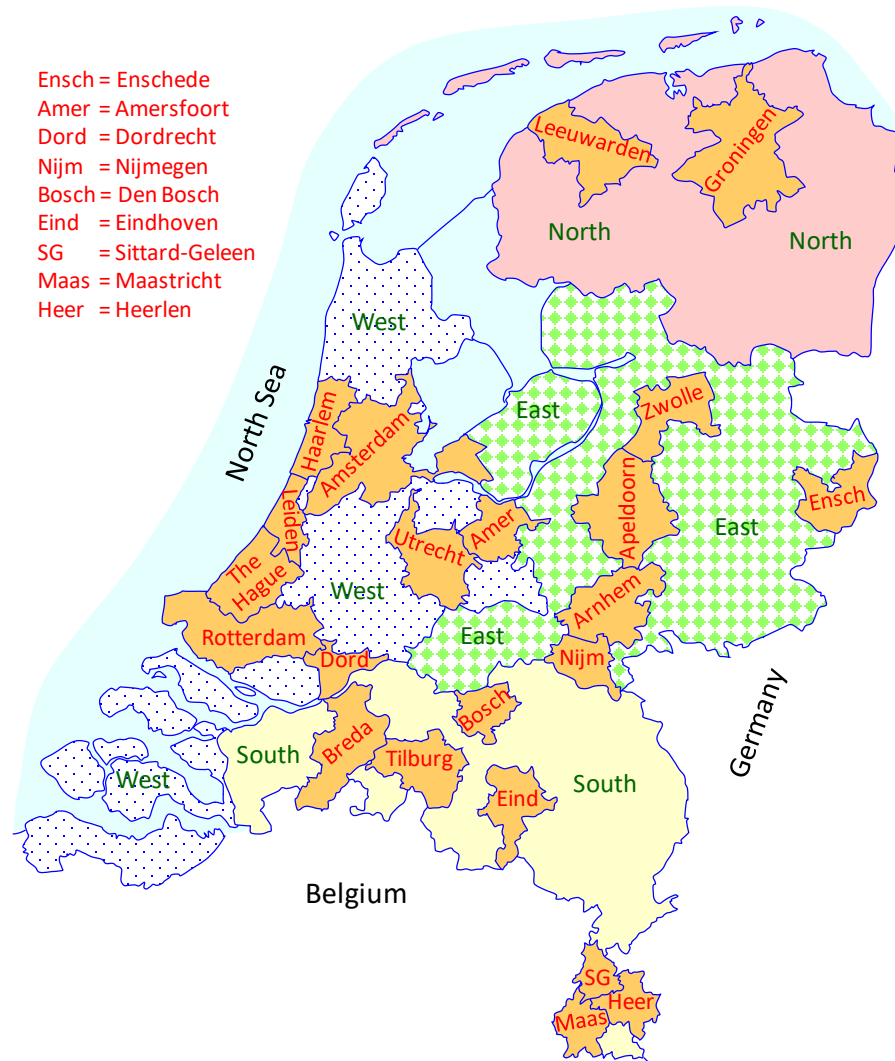 Ensch = Enschede
Amer = Amersfoort
Dord = Dordrecht
Nijm = Nijmegen
Bosch = Den Bosch
Eind = Eindhoven
SG = Sittard-Geleen
Maas = Maastricht
Heer = Heerlen
Leeuwarden
Groningen
North
North
West
North Sea
Haarlem
Amsterdam
East
Zwolle
Leiden
Utrecht
Amer
Apeldoorn
East
Ensch
The
Hague
West
Arnhem
Rotterdam
East
Dord
Nijm
Bosch
Germany
South
Breda
Tilburg
West
Eind
South
Belgium
SG
Heer
Maas